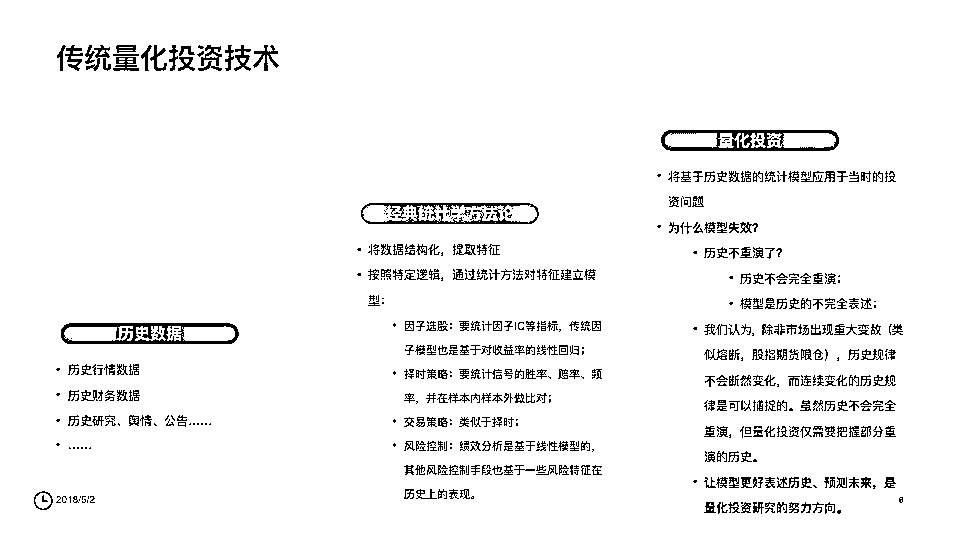 传统量化投资技术
历史数据
• 历史行情数据
• 历史财务数据
• 历史研究、舆情、公告……
• ……
经典统计学方法论
• 将数据结构化，提取特征
• 按照特定逻辑，通过统计方法对特征建立模
型：
• 因子选股：要统计因子IC等指标，传统因
子模型也是基于对收益率的线性回归；
• 择时策略：要统计信号的胜率、赔率、频
率，并在样本内样本外做比对；
• 交易策略：类似于择时；
• 风险控制：绩效分析是基于线性模型的，
其他风险控制手段也基于一些风险特征在
历史上的表现。
量化投资
• 将基于历史数据的统计模型应用于当时的投
资问题
• 为什么模型失效？
• 历史不重演了？
• 历史不会完全重演；
• 模型是历史的不完全表述；
• 我们认为，除非市场出现重大变故（类
似熔断，股指期货限仓），历史规律
不会断然变化，而连续变化的历史规
律是可以捕捉的。虽然历史不会完全
重演，但量化投资仅需要把握部分重
演的历史。
• 让模型更好表述历史、预测未来，是
量化投资研究的努力方向。
2018/5/2
6